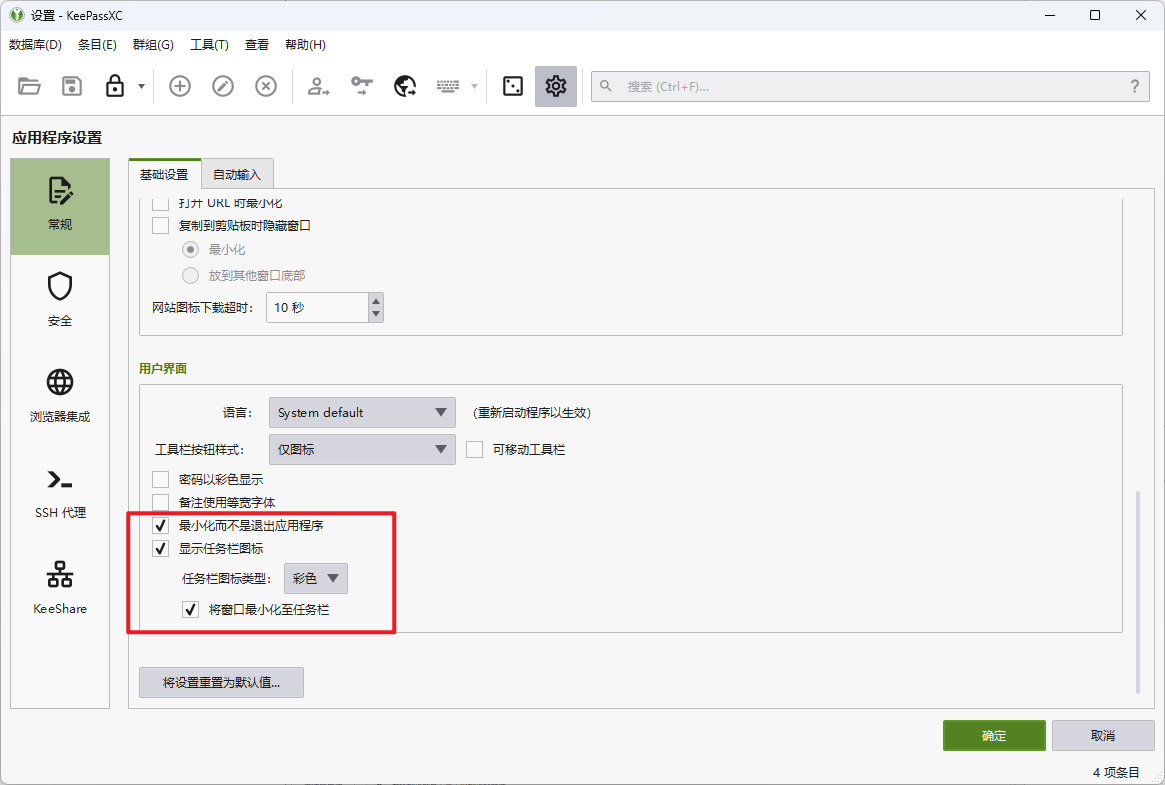 设置 - KeePassXC
数据库(D) 条目(E) 群组(G) 工具(T) 查看 帮助(H)
搜索 (Ctrl+F)... ?
应用程序设置
常规
安全
浏览器集成
SSH 代理
KeeShare
基础设置 自动输入
打开 URL 时最小化
复制到剪贴板时隐藏窗口
最小化
放到其他窗口底部
网站图标下载超时: 10 秒
用户界面
语言: System default (重新启动程序以生效)
工具栏按钮样式: 仅图标 可移动工具栏
密码以彩色显示
备注使用等宽字体
最小化而不是退出应用程序
显示任务栏图标
任务栏图标类型: 彩色
将窗口最小化至任务栏
将设置重置为默认值...
确定 取消
4 项条目